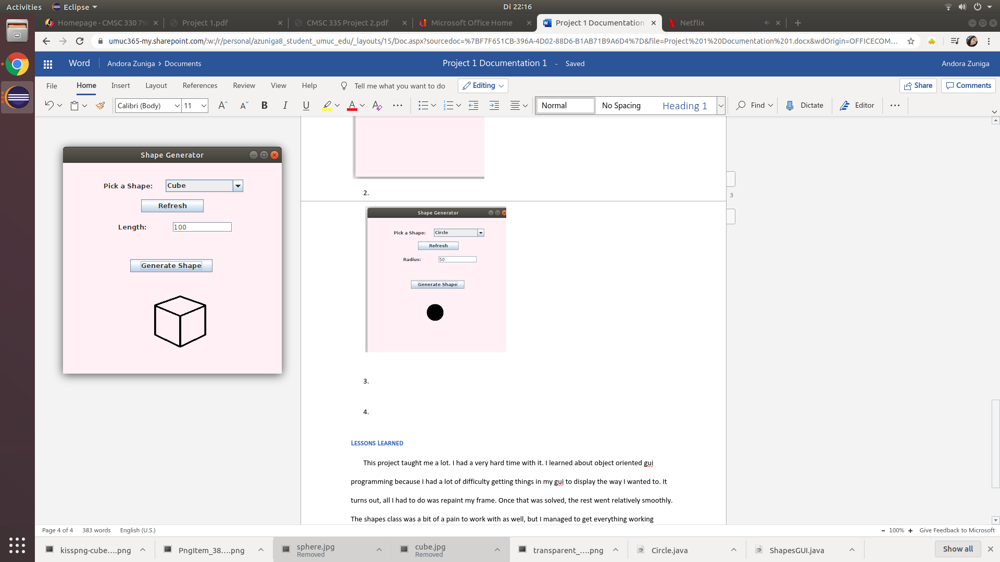 Activities
Eclipse
Di 22:16
Homepage - CMSC 330 79
Project 1.pdf
CMSC 335 Project 2.pdf
Microsoft Office Home
Project 1 Documentation
Netflix
umuc365-my.sharepoint.com/:w:/r/personal/azuniga8_student_umuc_edu/_layouts/15/Doc.aspx?sourcedoc=%7BF7F651CB-396A-4D02-88D6-B1AB71B9A6D4%7D&file=Project%201%20Documentation%201.docx&wdOrigin=OFFICECOM...
Word
Andora Zuniga > Documents
Project 1 Documentation 1 - Saved
Andora Zuniga
File
Home
Insert
Layout
References
Review
View
Help
Tell me what you want to do
Editing
Share
Comments
Calibri (Body)
11
B
I
U
Normal
No Spacing
Heading 1
Find
Dictate
Editor
Shape Generator
Pick a Shape:
Cube
Refresh
Length:
100
Generate Shape
2.
3
Shape Generator
Pick a Shape:
Circle
Refresh
Radius:
50
Generate Shape
3.
4.
LESSONS LEARNED
This project taught me a lot. I had a very hard time with it. I learned about object oriented gui
programming because I had a lot of difficulty getting things in my gui to display the way I wanted to. It
turns out, all I had to do was repaint my frame. Once that was solved, the rest went relatively smoothly.
The shapes class was a bit of a pain to work with as well, but I managed to get everything working
Page 4 of 4
383 words
English (U.S.)
- 100% +
Give Feedback to Microsoft
kisspng-cube....png
PngItem_38....png
sphere.jpg
Removed
cube.jpg
Removed
transparent_....png
Circle.java
ShapesGUI.java
Show all